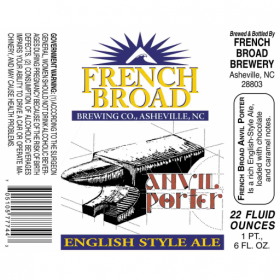 GOVERNMENT WARNING: (1) ACCORDING TO THE SURGEON
GENERAL, WOMEN SHOULD NOT DRINK ALCOHOLIC BEVER-
AGES DURING PREGNANCY BECAUSE OF THE RISK OF BIRTH
DEFECTS. (2) CONSUMPTION OF ALCOHOLIC BEVERAGES
IMPAIRS YOUR ABILITY TO DRIVE A CAR OR OPERATE MA-
CHINERY, AND MAY CAUSE HEALTH PROBLEMS.
FRENCH
BROAD
BREWING CO., ASHEVILLE, NC
ANVIL
PORTER
ENGLISH STYLE ALE
Brewed & Bottled By
FRENCH
BROAD
BREWERY
Asheville, NC
28803
FRENCH BROAD ANVIL PORTER
Is a rich English-Style Ale,
loaded with chocolate
and caramel notes.
22 FLUID
OUNCES
1 PT.,
6 FL. OZ.